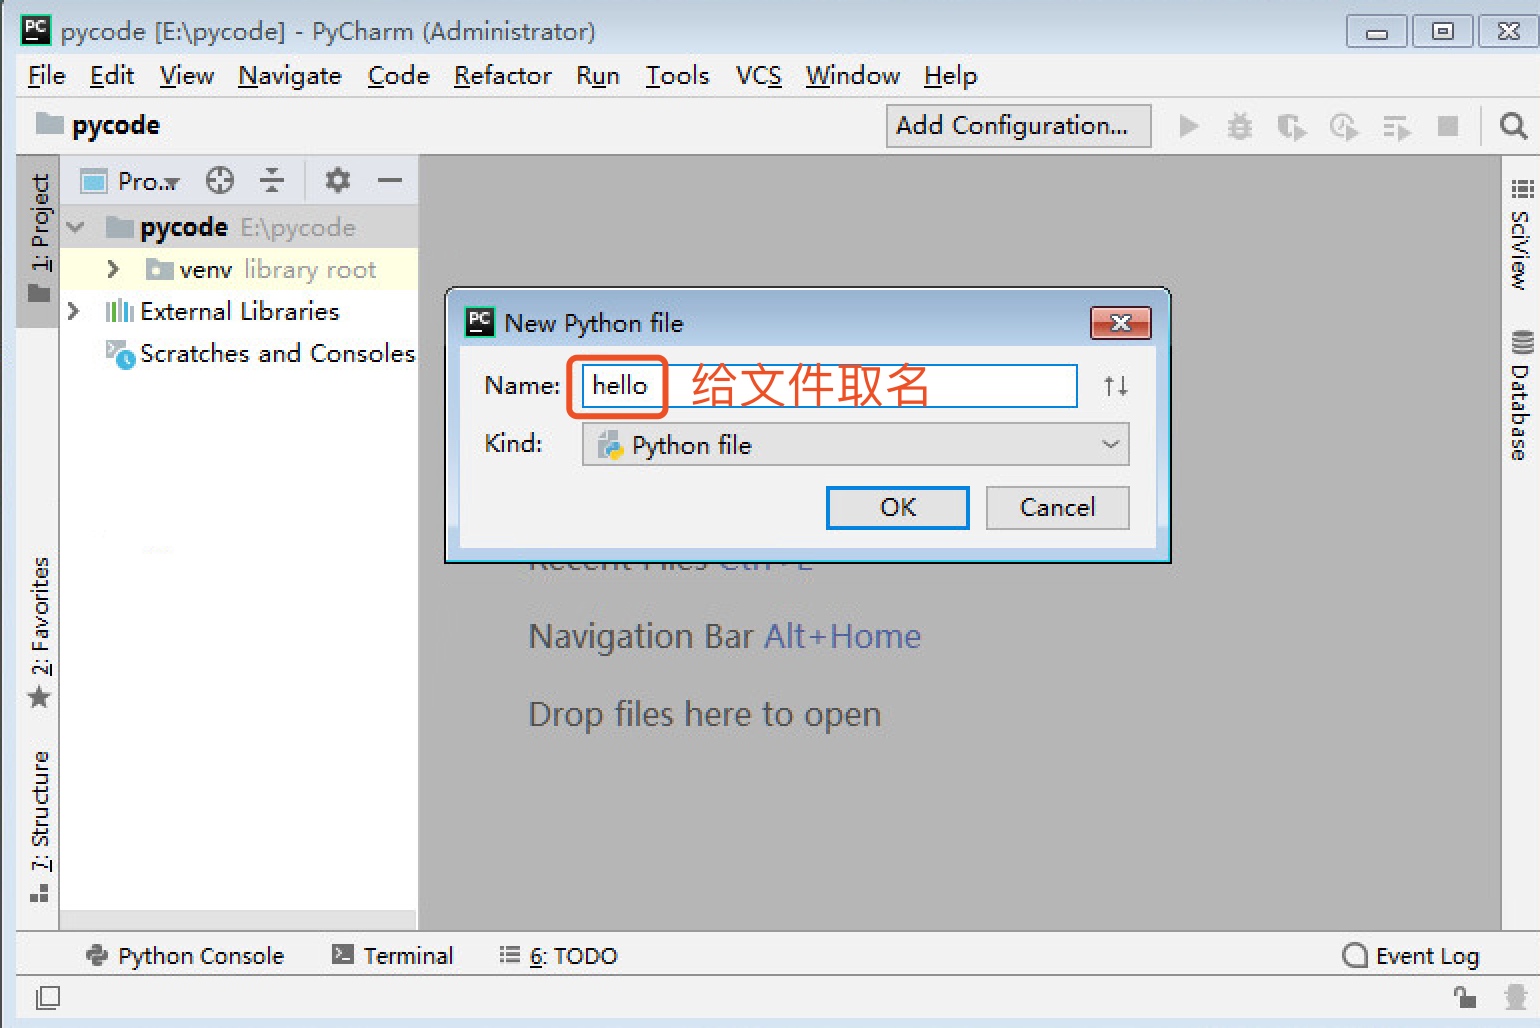 pycode [E:\pycode] - PyCharm (Administrator)
File Edit View Navigate Code Refactor Run Tools VCS Window Help
pycode
Add Configuration...
1: Project
Pro...
pycode E:\pycode
venv library root
External Libraries
Scratches and Consoles
New Python file
Name: hello 给文件取名
Kind: Python file
OK Cancel
Recent Files Ctrl+E
Navigation Bar Alt+Home
Drop files here to open
2: Favorites
7: Structure
SciView
Database
Python Console Terminal 6: TODO Event Log